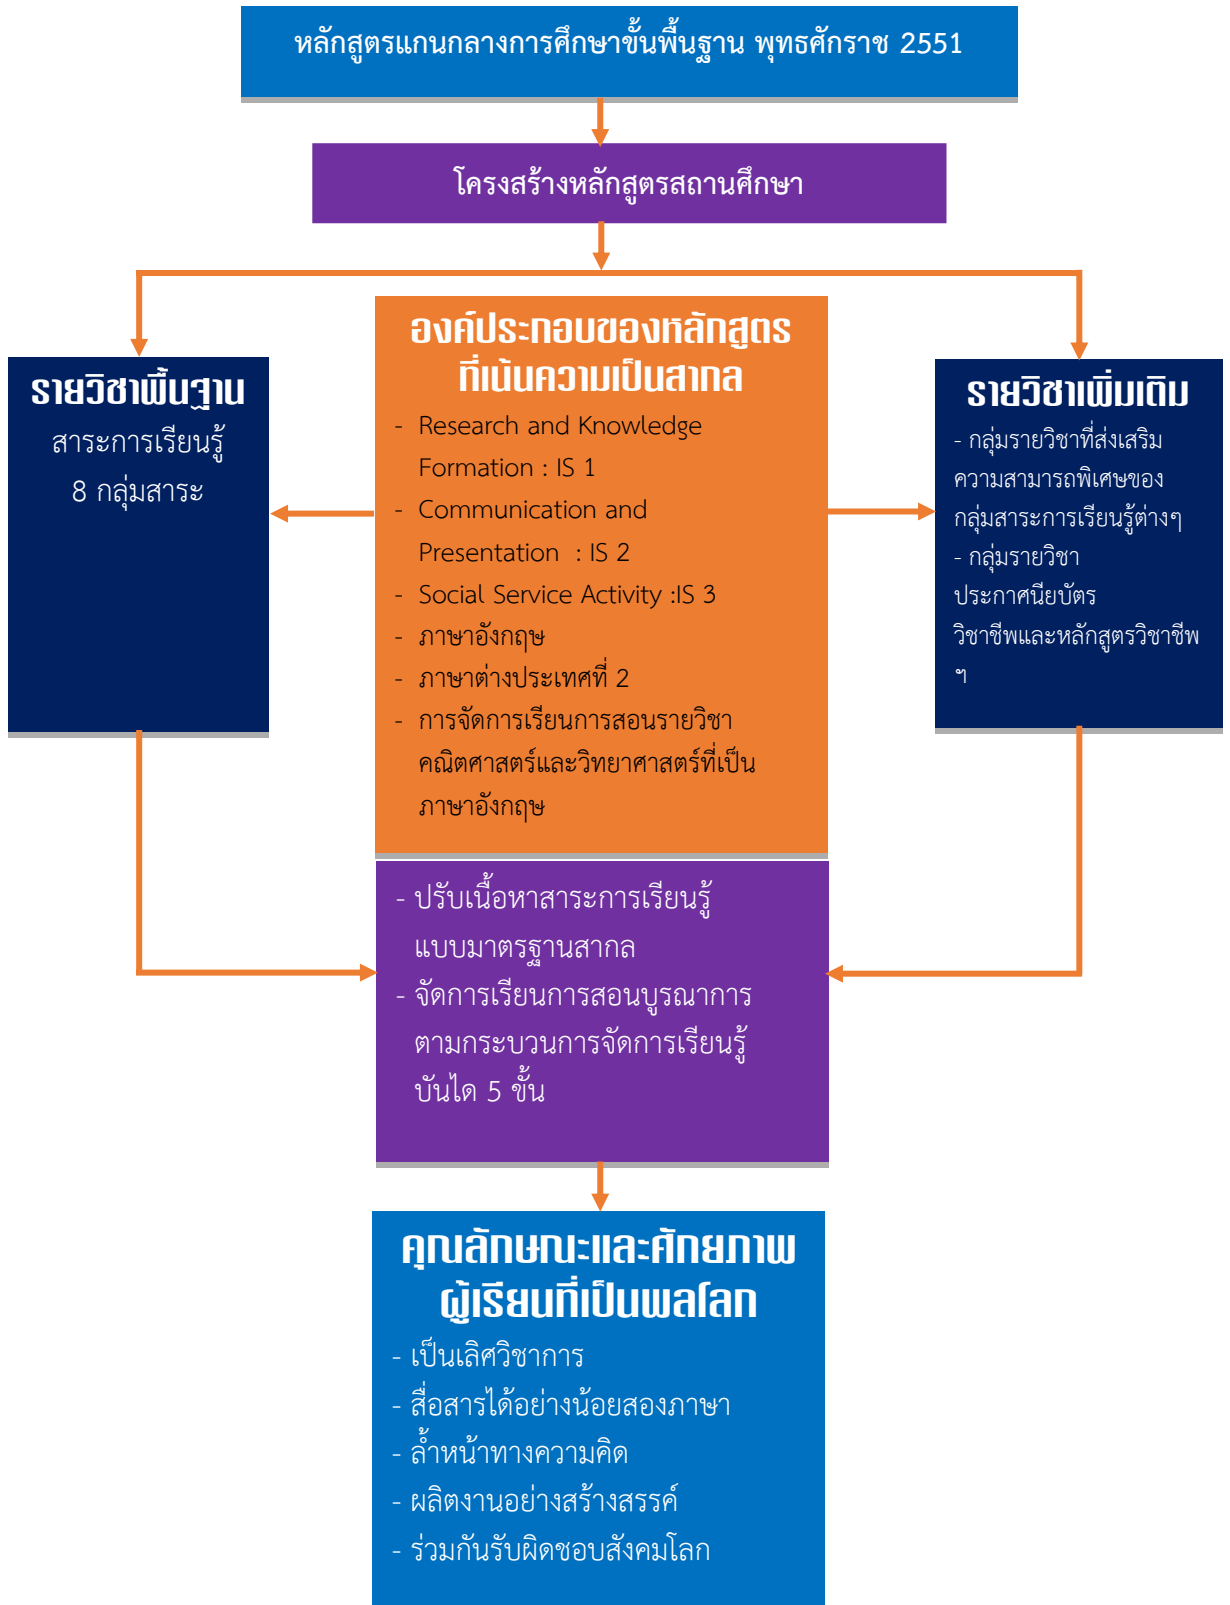 หลักสูตรแกนกลางการศึกษาขั้นพื้นฐาน พุทธศักราช 2551
โครงสร้างหลักสูตรสถานศึกษา
รายวิชาพื้นฐาน
สาระการเรียนรู้
8 กลุ่มสาระ
องค์ประกอบของหลักสูตร
ที่เน้นความเป็นสากล
- Research and Knowledge
Formation : IS 1
- Communication and
Presentation : IS 2
- Social Service Activity :IS 3
- ภาษาอังกฤษ
- ภาษาต่างประเทศที่ 2
- การจัดการเรียนการสอนรายวิชา
คณิตศาสตร์และวิทยาศาสตร์ที่เป็น
ภาษาอังกฤษ
รายวิชาเพิ่มเติม
- กลุ่มรายวิชาที่ส่งเสริม
ความสามารถพิเศษของ
กลุ่มสาระการเรียนรู้ต่างๆ
- กลุ่มรายวิชา
ประกาศนียบัตร
วิชาชีพและหลักสูตรวิชาชีพ
ๆ
- ปรับเนื้อหาสาระการเรียนรู้
แบบมาตรฐานสากล
- จัดการเรียนการสอนบูรณาการ
ตามกระบวนการจัดการเรียนรู้
บันได 5 ขั้น
คุณลักษณะและศักยภาพ
ผู้เรียนที่เป็นพลโลก
- เป็นเลิศวิชาการ
- สื่อสารได้อย่างน้อยสองภาษา
- ล้ำหน้าทางความคิด
- ผลิตงานอย่างสร้างสรรค์
- ร่วมกันรับผิดชอบสังคมโลก